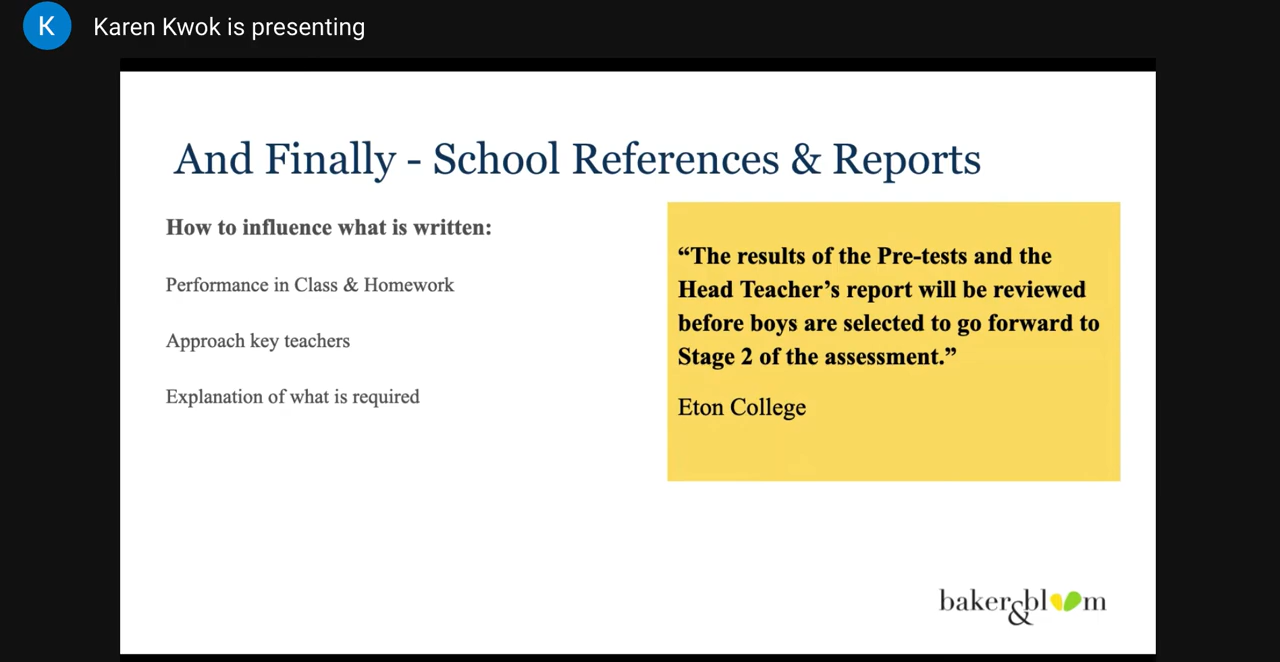 K
Karen Kwok is presenting
And Finally - School References & Reports
How to influence what is written:
Performance in Class & Homework
Approach key teachers
Explanation of what is required
“The results of the Pre-tests and the
Head Teacher’s report will be reviewed
before boys are selected to go forward to
Stage 2 of the assessment.”
Eton College
baker&bloom